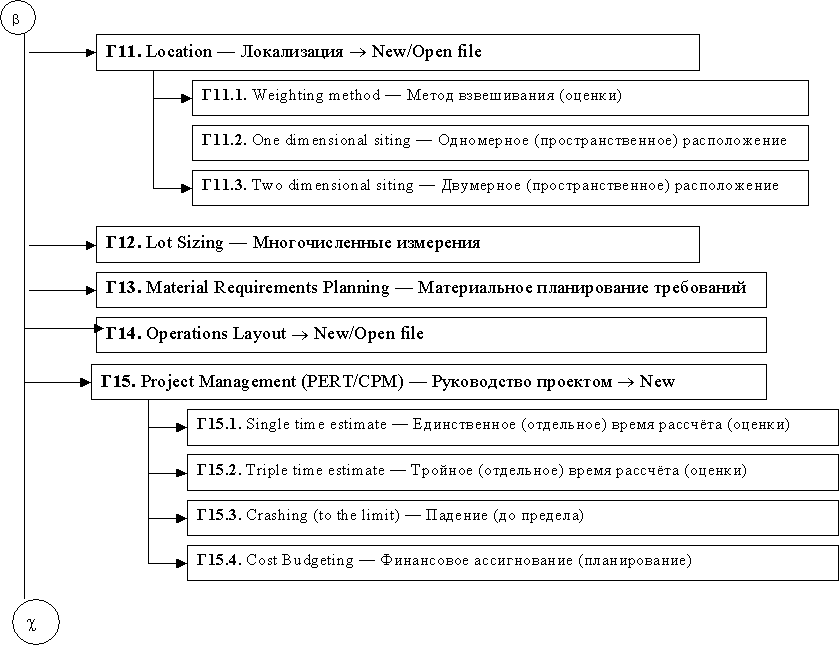 β
Г11. Location — Локализация → New/Open file
Г11.1. Weighting method — Метод взвешивания (оценки)
Г11.2. One dimensional siting — Одномерное (пространственное) расположение
Г11.3. Two dimensional siting — Двумерное (пространственное) расположение
Г12. Lot Sizing — Многочисленные измерения
Г13. Material Requirements Planning — Материальное планирование требований
Г14. Operations Layout → New/Open file
Г15. Project Management (PERT/CPM) — Руководство проектом → New
Г15.1. Single time estimate — Единственное (отдельное) время рассчёта (оценки)
Г15.2. Triple time estimate — Тройное (отдельное) время рассчёта (оценки)
Г15.3. Crashing (to the limit) — Падение (до предела)
Г15.4. Cost Budgeting — Финансовое ассигнование (планирование)
χ